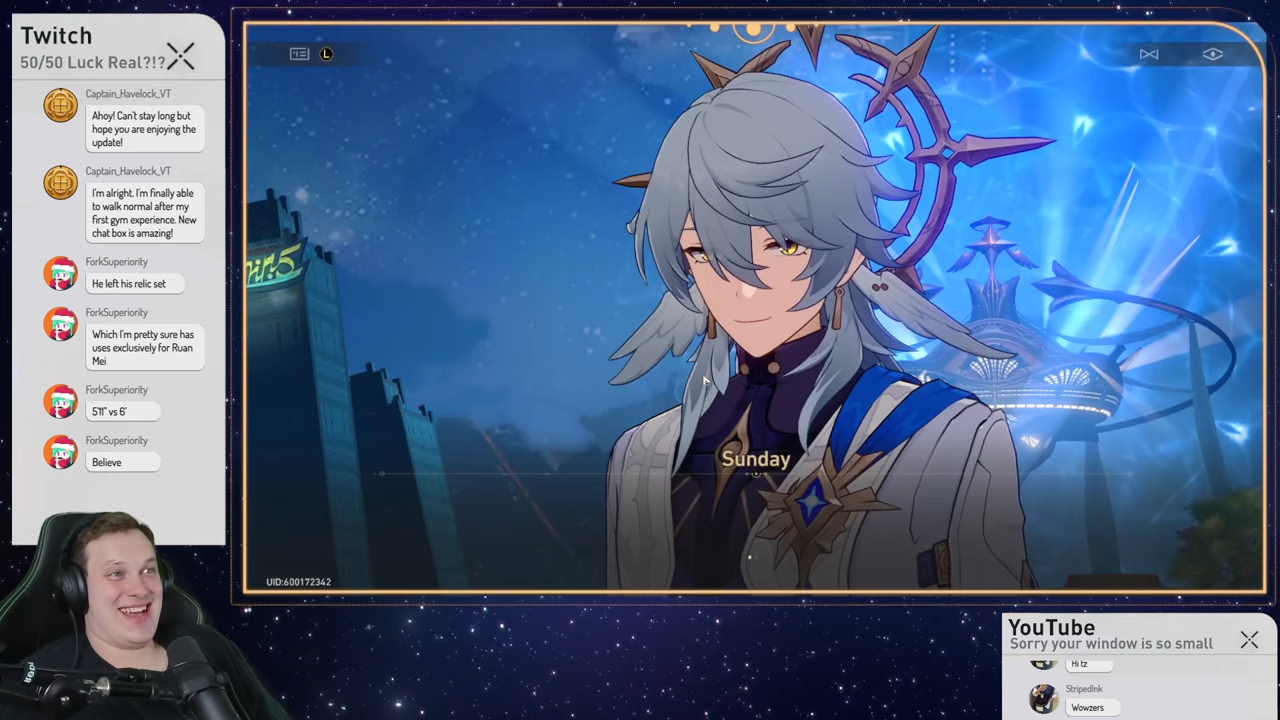 Twitch
50/50 Luck Real?!?
Captain_Havelock_VT
Ahoy! Can't stay long but
hope you are enjoying the
update!
Captain_Havelock_VT
I'm alright. I'm finally able
to walk normal after my
first gym experience. New
chat box is amazing!
ForkSuperiority
He left his relic set
ForkSuperiority
Which I'm pretty sure has
uses exclusively for Ruan
Mei
ForkSuperiority
5'11" vs 6'
ForkSuperiority
Believe
L
Sunday
UID:600172342
YouTube
Sorry your window is so small
Hi tz
StripedInk
Wowzers